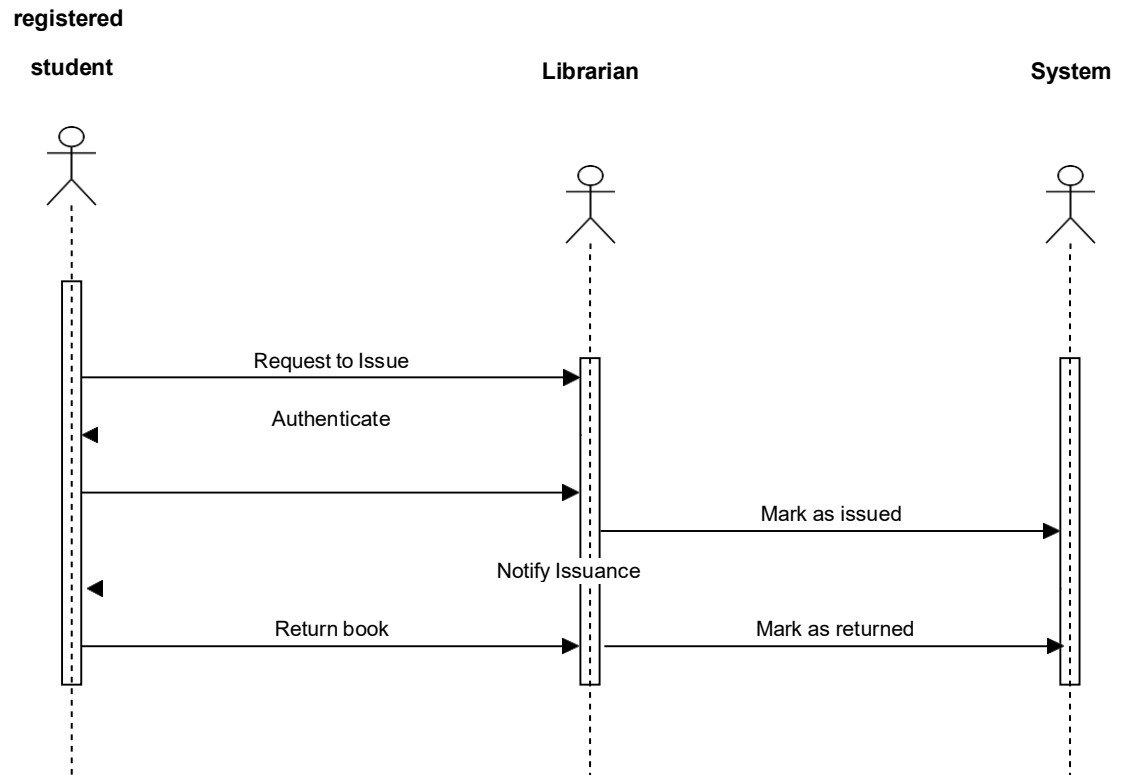 registered
student
Librarian
System
Request to Issue
Authenticate
Mark as issued
Notify Issuance
Return book
Mark as returned